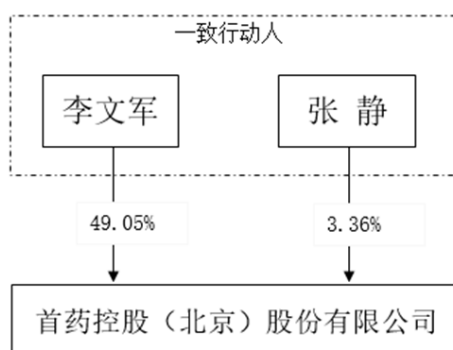 一致行动人
李文军
张 静
49.05%
3.36%
首药控股（北京）股份有限公司